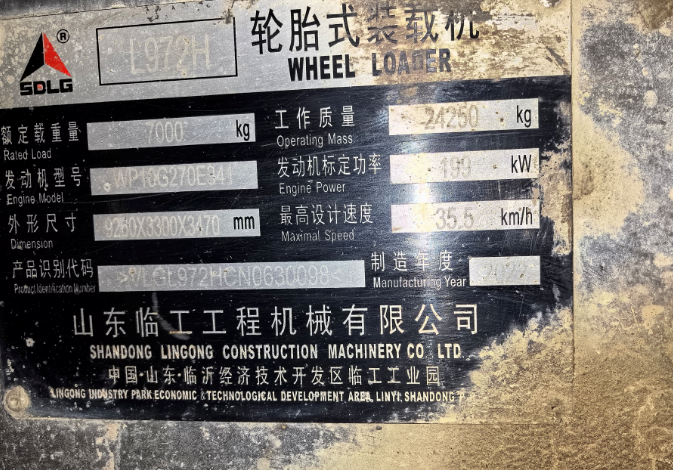 ® L972H 轮胎式装载机
SDLG WHEEL LOADER
额定载重量 7000 kg 工作质量 24250 kg
Rated Load Operating Mass
发动机型号 发动机标定功率 199 kW
Engine Model Engine Power
外形尺寸 9260X3300X3470 mm 最高设计速度 35.5 km/h
Dimension Maximal Speed
产品识别代码 制造年度
Product Identification Number Manufacturing Year
山东临工工程机械有限公司
SHANDONG LINGONG CONSTRUCTION MACHINERY CO. LTD.
中国·山东·临沂经济技术开发区临工工业园
LINGONG INDUSTRY PARK ECONOMIC & TECHNOLOGICAL DEVELOPMENT AREA, LINYI, SHANDONG